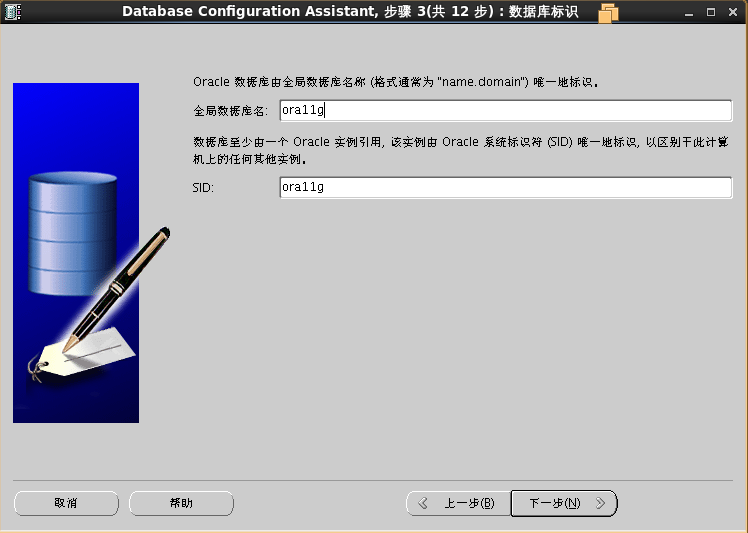 Database Configuration Assistant, 步骤 3(共 12 步) : 数据库标识
Oracle 数据库由全局数据库名称 (格式通常为 "name.domain") 唯一地标识。
全局数据库名: ora11g
数据库至少由一个 Oracle 实例引用, 该实例由 Oracle 系统标识符 (SID) 唯一地标识, 以区别于此计算
机上的任何其他实例。
SID: ora11g
取消 帮助 上一步(B) 下一步(N)